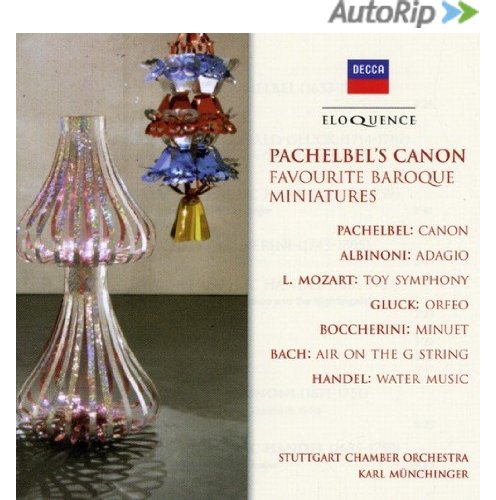 AutoRip
DECCA
ELOQUENCE
PACHELBEL'S CANON
FAVOURITE BAROQUE
MINIATURES
PACHELBEL: CANON
ALBINONI: ADAGIO
L. MOZART: TOY SYMPHONY
GLUCK: ORFEO
BOCCHERINI: MINUET
BACH: AIR ON THE G STRING
HANDEL: WATER MUSIC
STUTTGART CHAMBER ORCHESTRA
KARL MÜNCHINGER